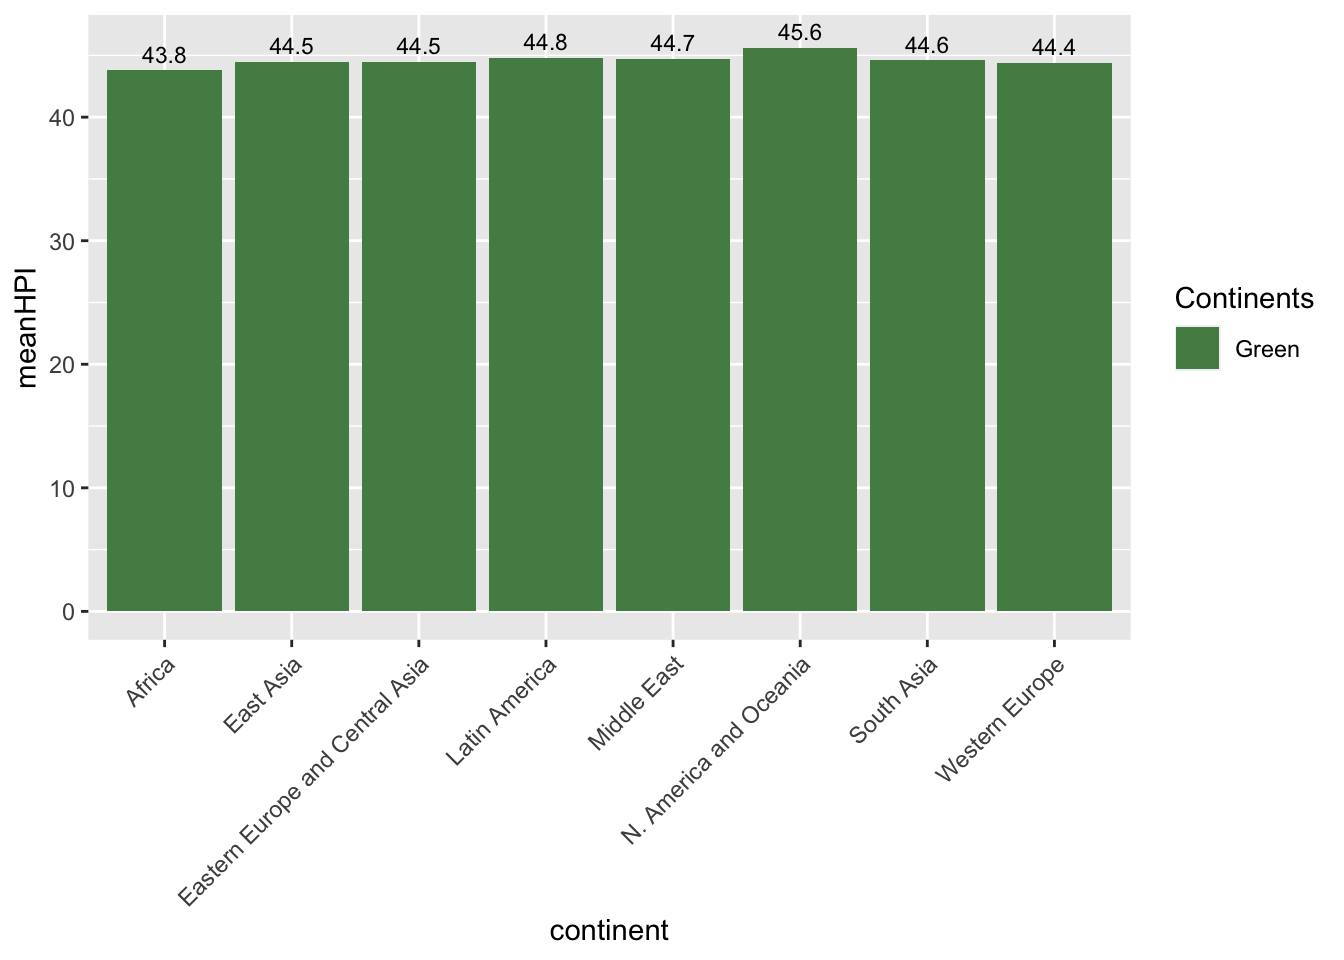 43.8
44.5
44.5
44.8
44.7
45.6
44.6
44.4
40
30
20
10
0
meanHPI
Africa
East Asia
Eastern Europe and Central Asia
Latin America
Middle East
N. America and Oceania
South Asia
Western Europe
continent
Continents
Green